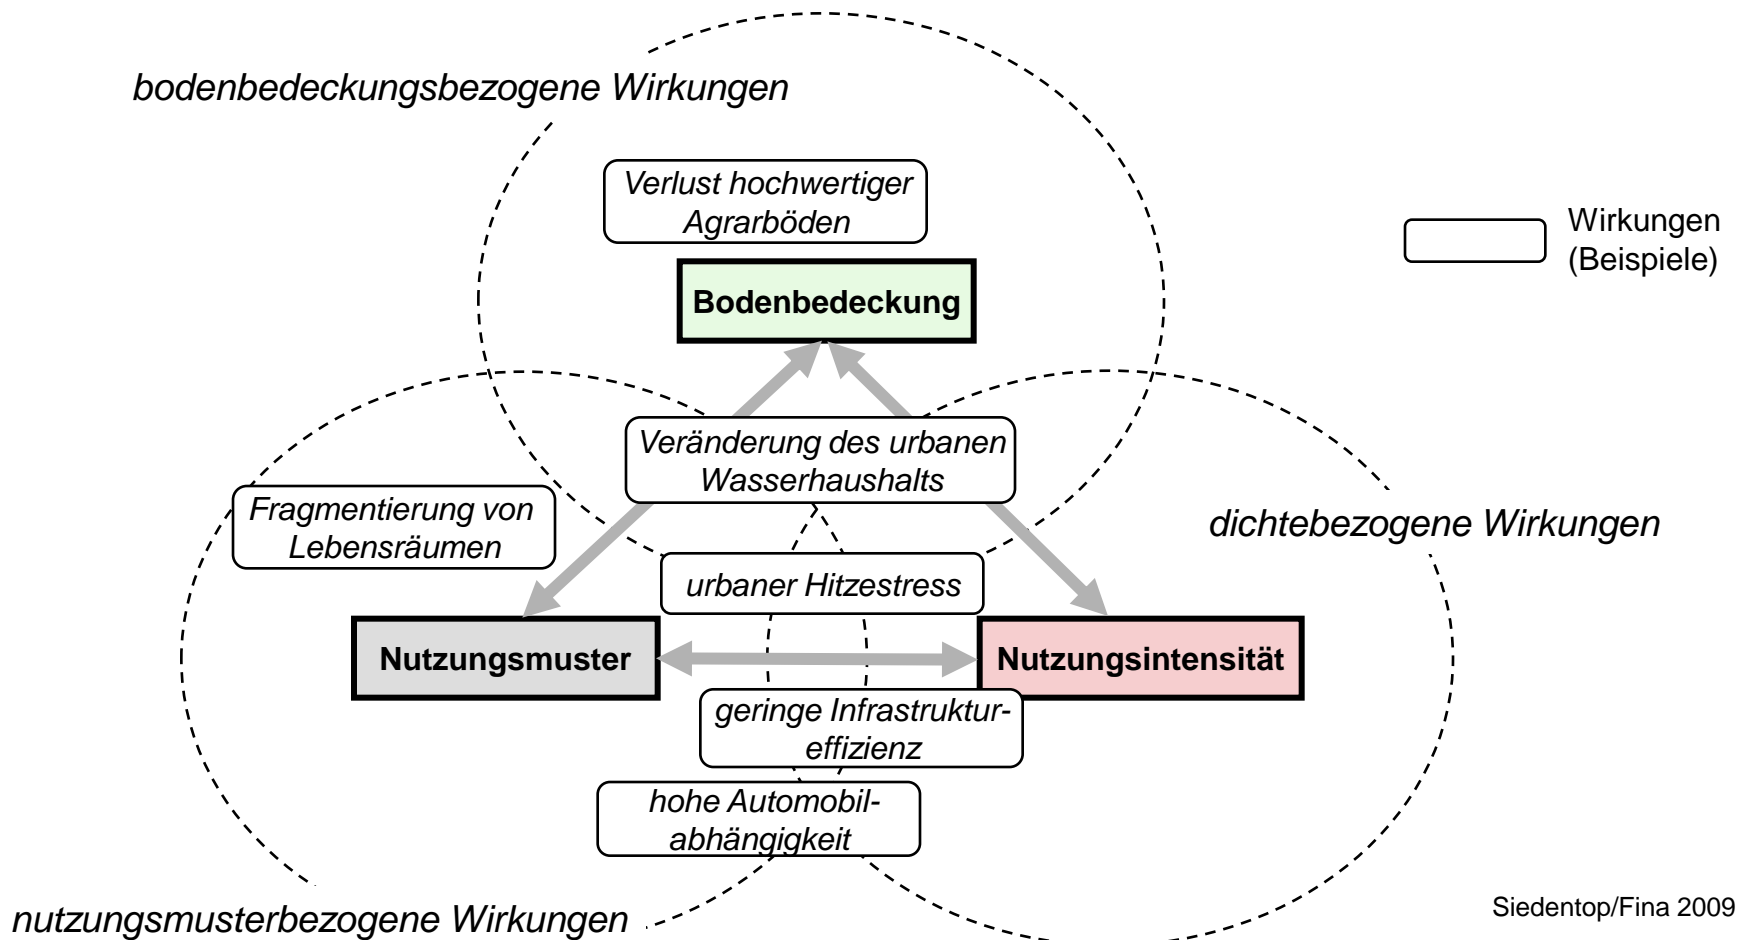 bodenbedeckungsbezogene Wirkungen
Verlust hochwertiger
Agrarböden
Wirkungen
(Beispiele)
Bodenbedeckung
Veränderung des urbanen
Wasserhaushalts
Fragmentierung von
Lebensräumen
dichtebezogene Wirkungen
urbaner Hitzestress
Nutzungsmuster
Nutzungsintensität
geringe Infrastruktur-
effizienz
hohe Automobil-
abhängigkeit
nutzungsmusterbezogene Wirkungen
Siedentop/Fina 2009